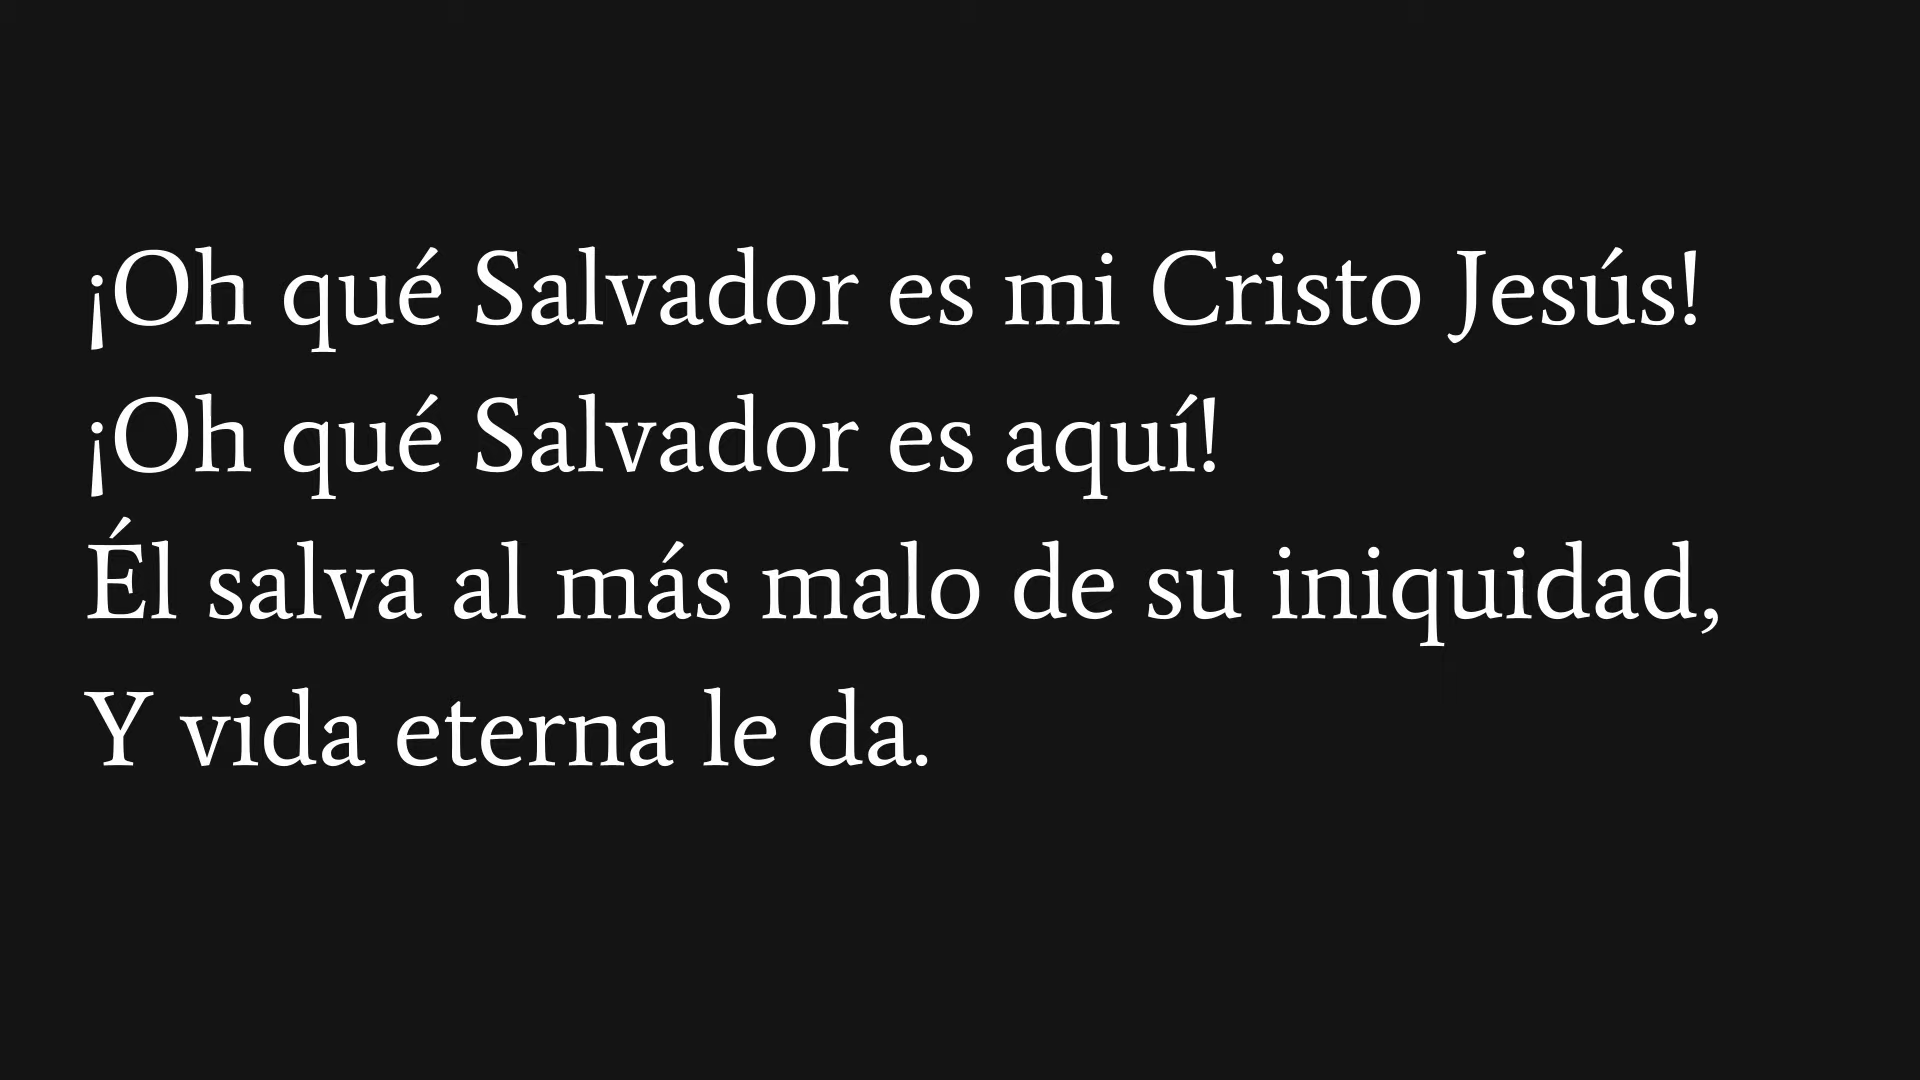 ¡Oh qué Salvador es mi Cristo Jesús!
¡Oh qué Salvador es aquí!
Él salva al más malo de su iniquidad,
Y vida eterna le da.